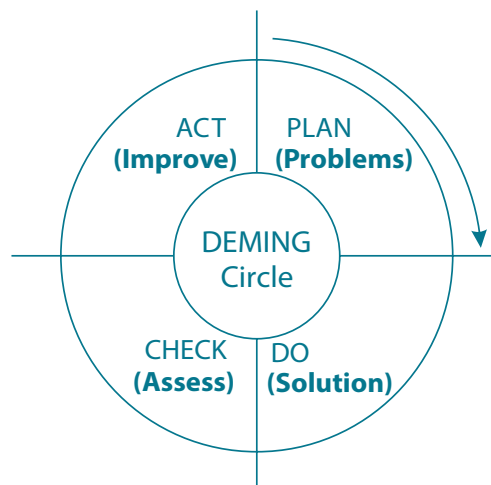 ACT
(Improve)
PLAN
(Problems)
DEMING
Circle
CHECK
(Assess)
DO
(Solution)